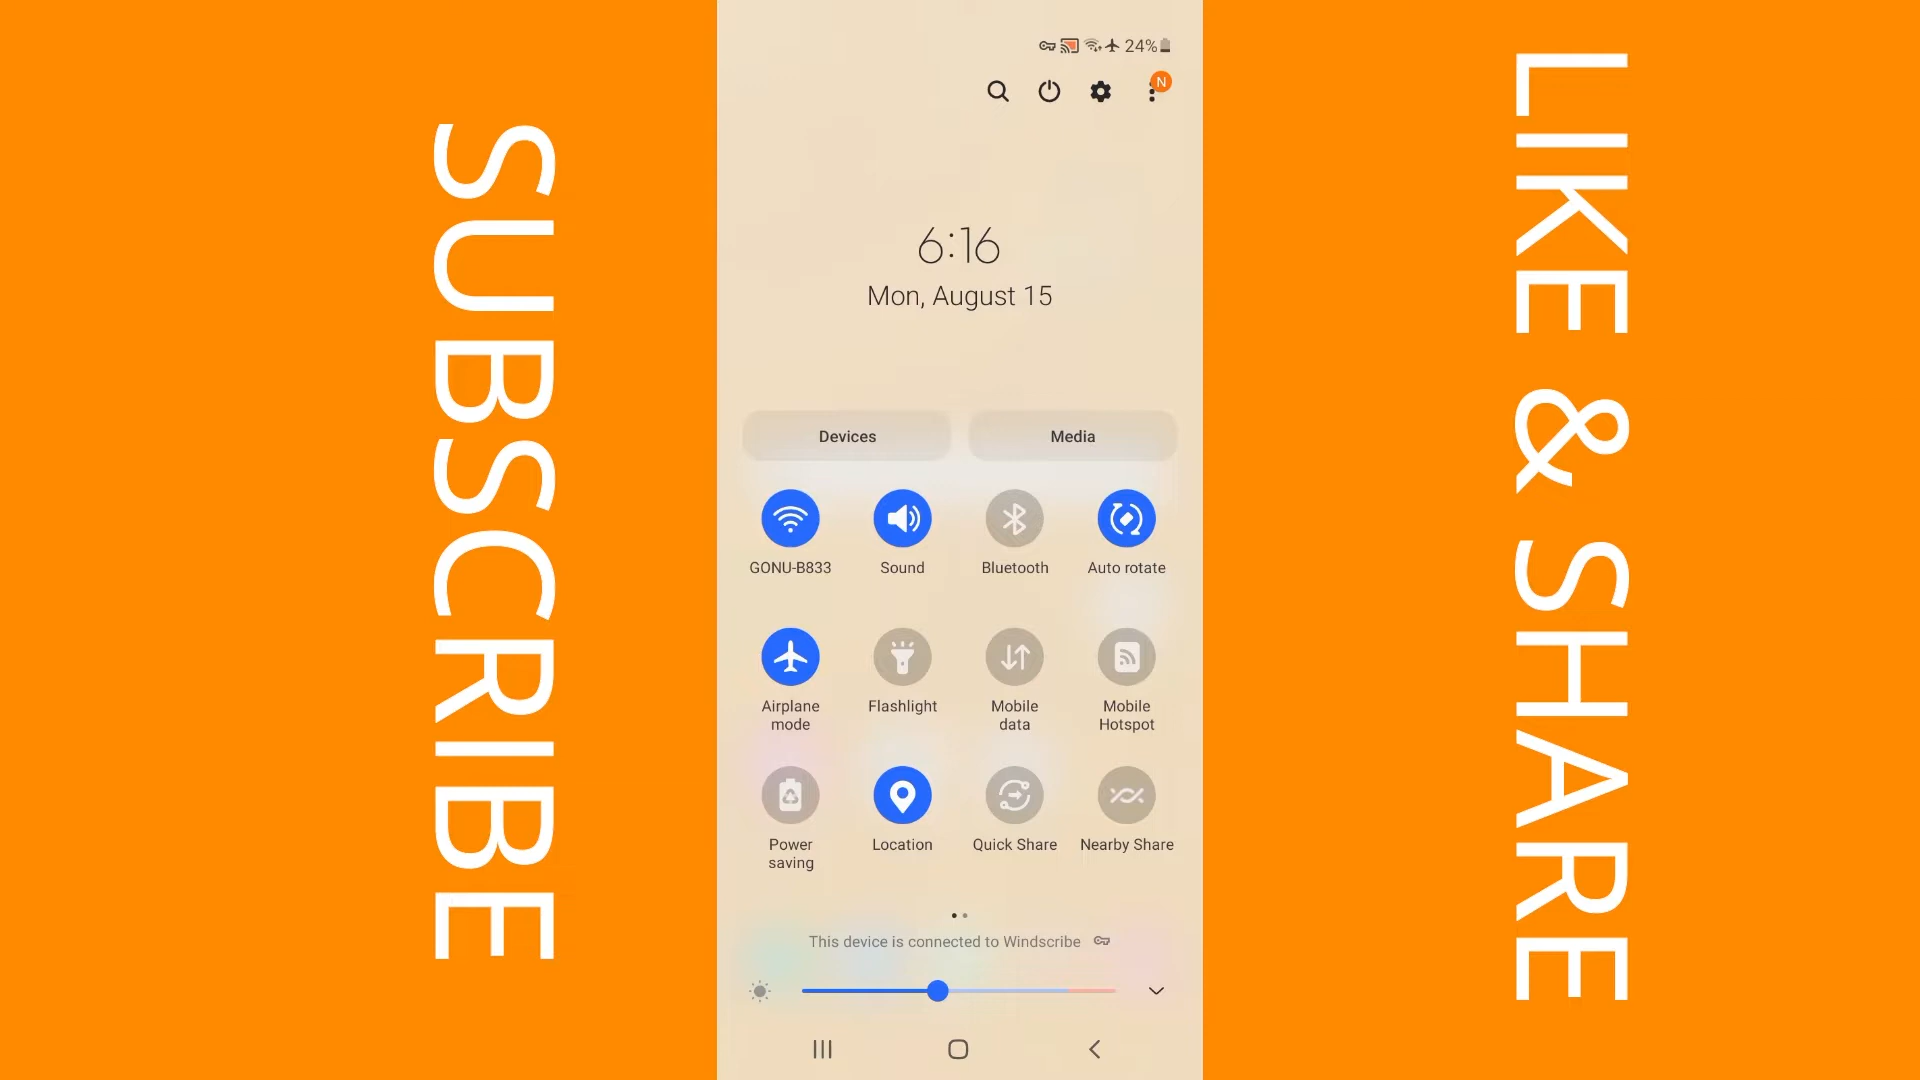 SUBSCRIBE
24%
N
6:16
Mon, August 15
Devices
Media
GONU-B833
Sound
Bluetooth
Auto rotate
Airplane
mode
Flashlight
Mobile
data
Mobile
Hotspot
Power
saving
Location
Quick Share
Nearby Share
This device is connected to Windscribe
LIKE & SHARE